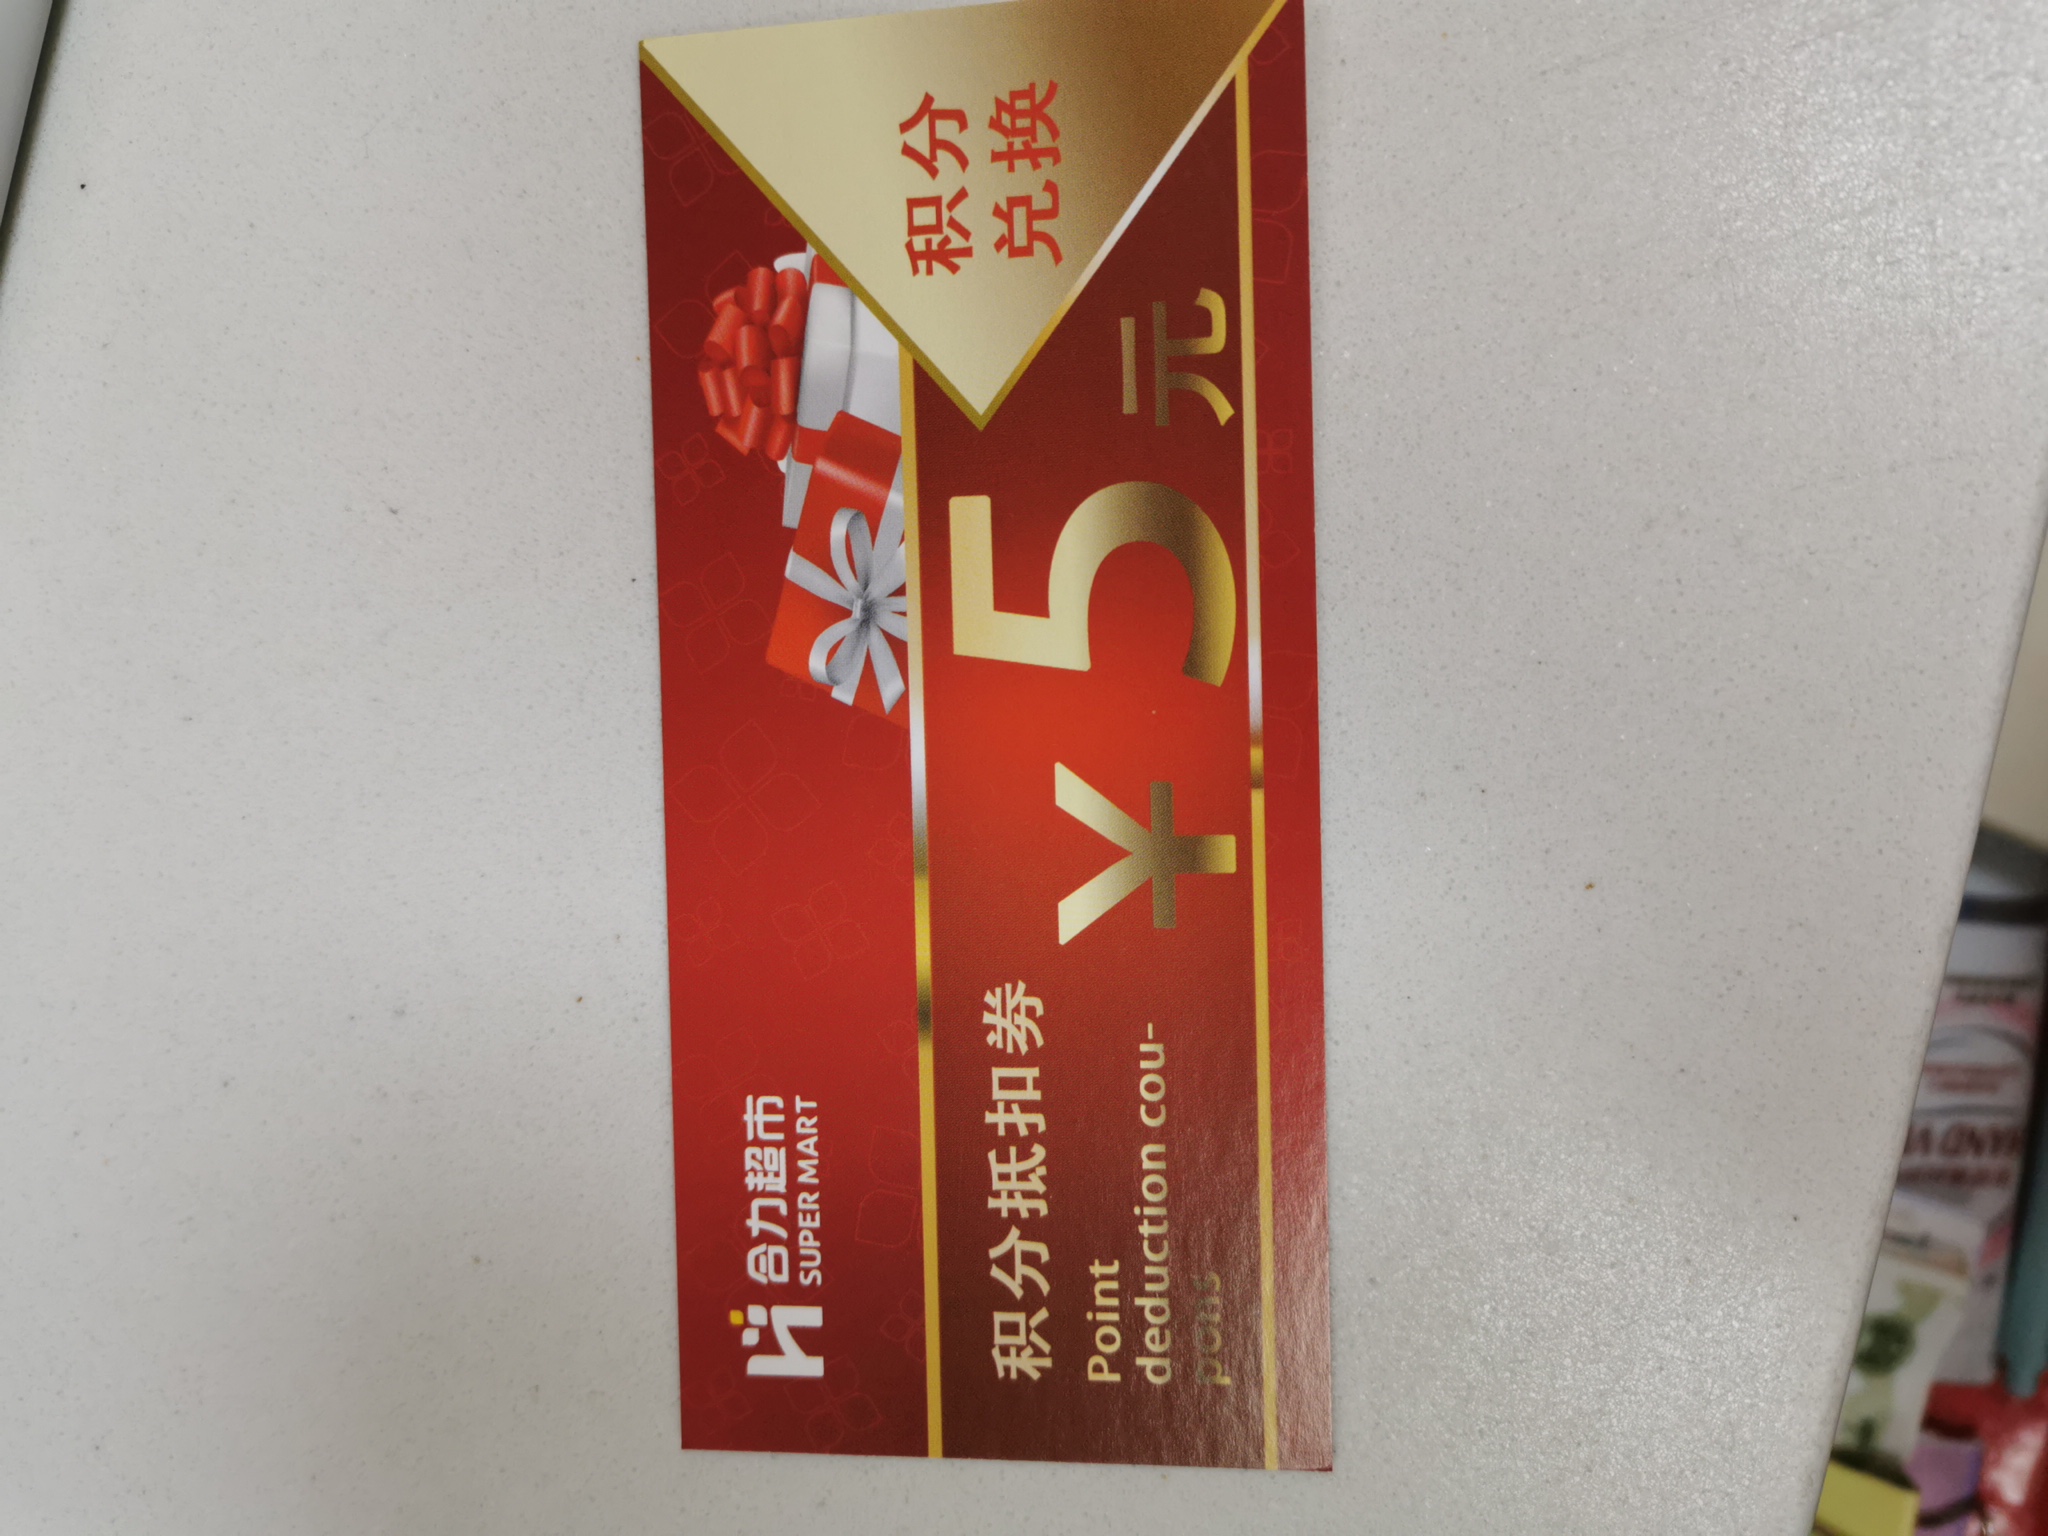 合力超市
SUPER MART
积分
兑换
积分抵扣券
Point
deduction cou-
pons
¥5元